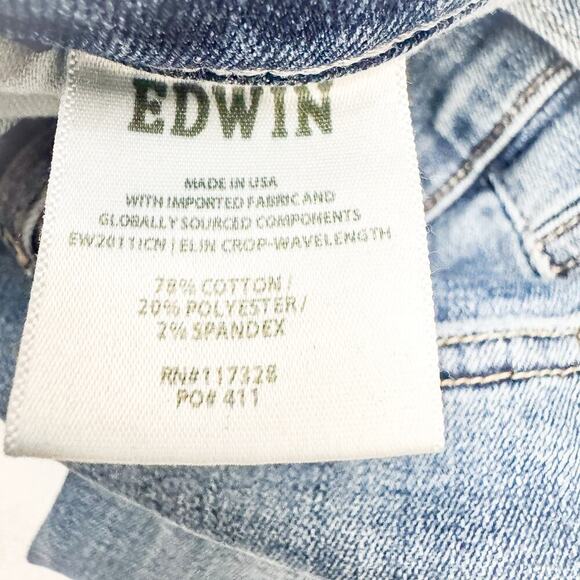 EDWIN
MADE IN USA
WITH IMPORTED FABRIC AND
GLOBALLY SOURCED COMPONENTS
EW2011ICN | ELIN CROP-WAVELENGTH
78% COTTON/
20% POLYESTER/
2% SPANDEX
RN#117328
PO# 411